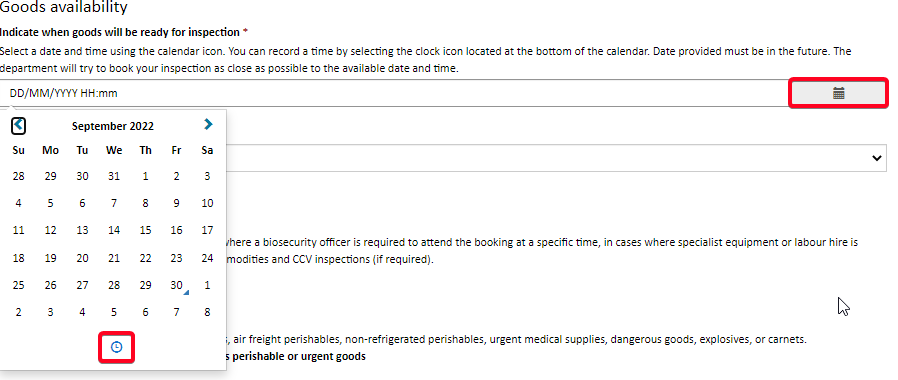 Goods availability
Indicate when goods will be ready for inspection *
Select a date and time using the calendar icon. You can record a time by selecting the clock icon located at the bottom of the calendar. Date provided must be in the future. The
department will try to book your inspection as close as possible to the available date and time.
DD/MM/YYYY HH:mm
September 2022
Su Mo Tu We Th Fr Sa
28 29 30 31 1 2 3
4 5 6 7 8 9 10
11 12 13 14 15 16 17
here a biosecurity officer is required to attend the booking at a specific time, in cases where specialist equipment or labour hire is
18 19 20 21 22 23 24
modities and CCV inspections (if required).
25 26 27 28 29 30 1
2 3 4 5 6 7 8
, air freight perishables, non-refrigerated perishables, urgent medical supplies, dangerous goods, explosives, or carnets.
s perishable or urgent goods